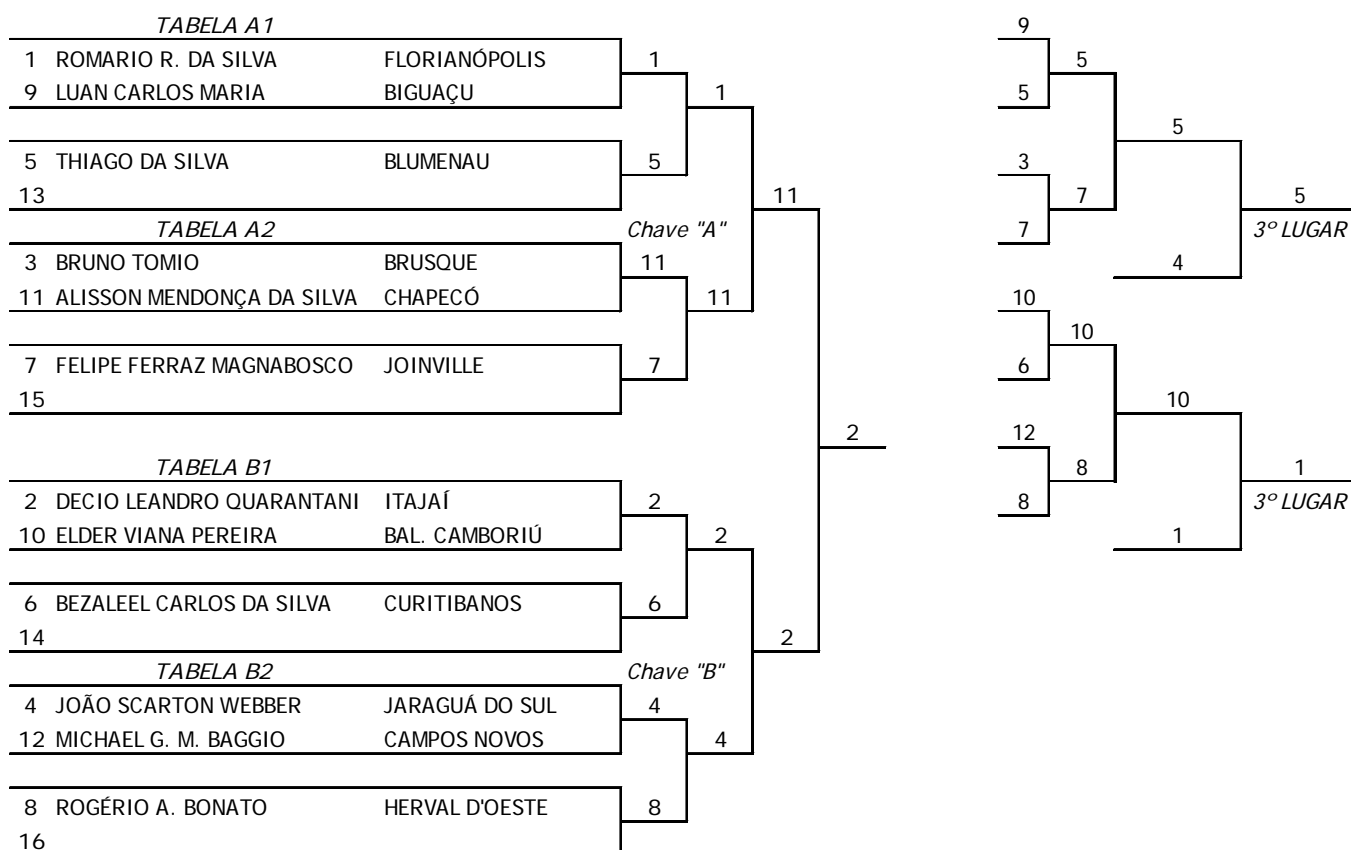 TABELA A1
9
1 ROMARIO R. DA SILVA FLORIANÓPOLIS 1 5
9 LUAN CARLOS MARIA BIGUAÇU 1 5
5
5 THIAGO DA SILVA BLUMENAU 5 3
13 11 7 5
TABELA A2 Chave "A" 7 3º LUGAR
3 BRUNO TOMIO BRUSQUE 11 4
11 ALISSON MENDONÇA DA SILVA CHAPECÓ 11 10
10
7 FELIPE FERRAZ MAGNABOSCO JOINVILLE 7 6
15 10
2 12
TABELA B1 8 1
2 DECIO LEANDRO QUARANTANI ITAJAÍ 2 8 3º LUGAR
10 ELDER VIANA PEREIRA BAL. CAMBORIÚ 2 1
6 BEZALEEL CARLOS DA SILVA CURITIBANOS 6
14 2
TABELA B2 Chave "B"
4 JOÃO SCARTON WEBBER JARAGUÁ DO SUL 4
12 MICHAEL G. M. BAGGIO CAMPOS NOVOS 4
8 ROGÉRIO A. BONATO HERVAL D'OESTE 8
16